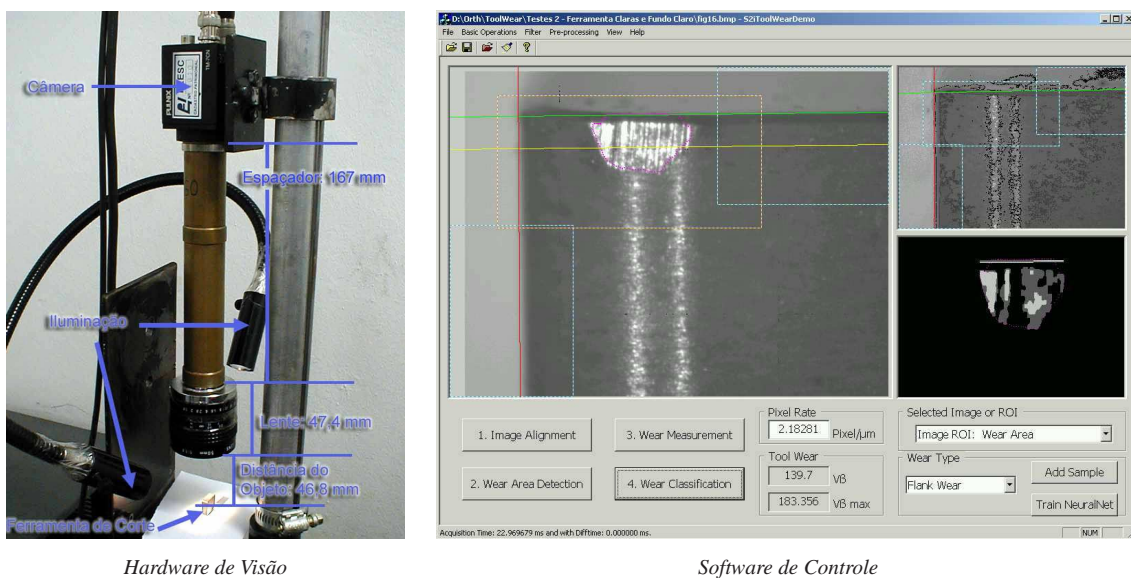 Câmera
PULNIX
TM-7CN
Espaçador: 167 mm
Iluminação
Lente: 47,4 mm
Distância do
Objeto: 46,8 mm
Ferramenta de Corte
Hardware de Visão
D:\Orth\ToolWear\Testes 2 - Ferramenta Claras e Fundo Claro\fig16.bmp - S2iToolWearDemo
File Basic Operations Filter Pre-processing View Help
1. Image Alignment
3. Wear Measurement
2. Wear Area Detection
4. Wear Classification
Pixel Rate
2.18281 Pixel/µm
Tool Wear
139.7 VB
183.356 VB max
Selected Image or ROI
Image ROI: Wear Area
Wear Type
Flank Wear
Add Sample
Train NeuralNet
Acquisition Time: 22.969679 ms and with Difftime: 0.000000 ms.
NUM
Software de Controle